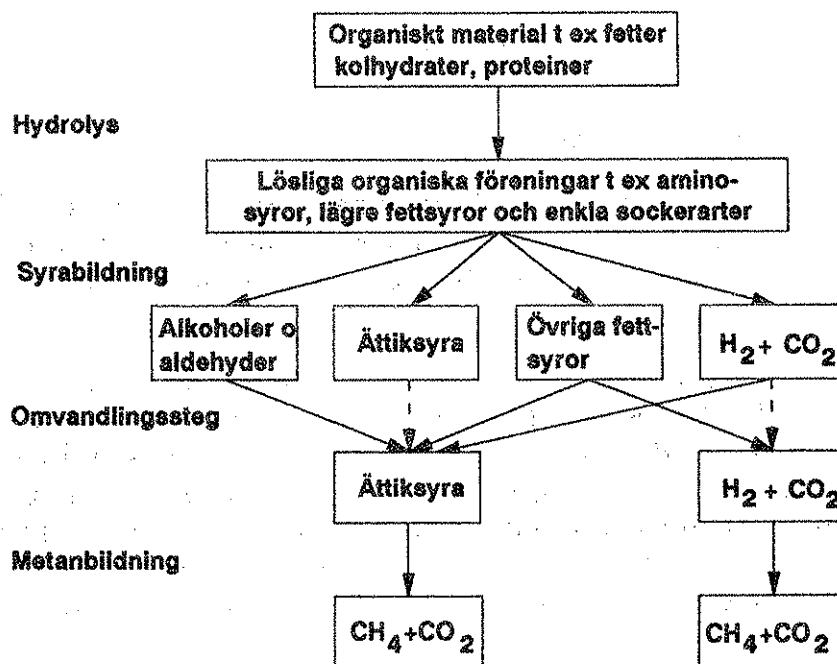 Organiskt material t ex fetter
kolhydrater, proteiner
Hydrolys
Lösliga organiska föreningar t ex amino-
syror, lägre fettsyror och enkla sockerarter
Syrabildning
Alkoholer o
aldehyder
Ättiksyra
Övriga fett-
syror
H₂ + CO₂
Omvandlingssteg
Ättiksyra
H₂ + CO₂
Metanbildning
CH₄+CO₂
CH₄+CO₂